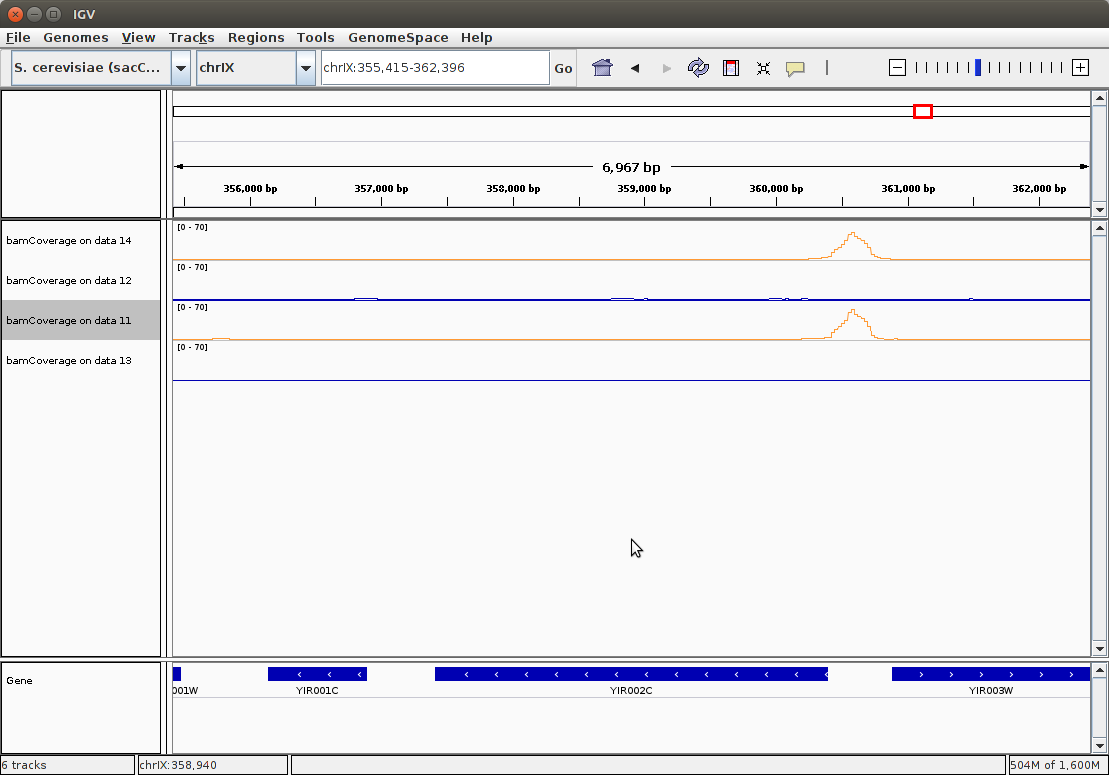 IGV
File Genomes View Tracks Regions Tools GenomeSpace Help
S. cerevisiae (sacC... chrIX chrIX:355,415-362,396 Go
6,967 bp
356,000 bp 357,000 bp 358,000 bp 359,000 bp 360,000 bp 361,000 bp 362,000 bp
[0 - 70]
bamCoverage on data 14
[0 - 70]
bamCoverage on data 12
[0 - 70]
bamCoverage on data 11
[0 - 70]
bamCoverage on data 13
Gene
001W YIR001C YIR002C YIR003W
6 tracks chrIX:358,940 504M of 1,600M